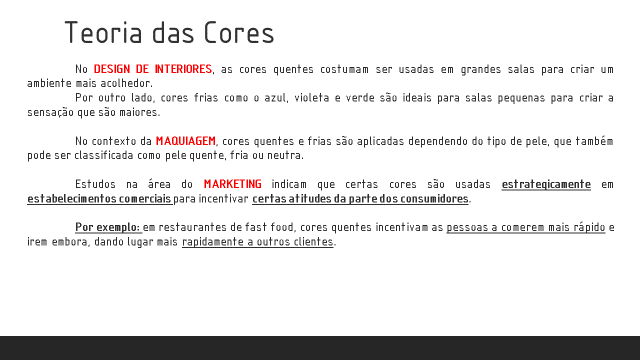 Teoria das Cores
No DESIGN DE INTERIORES, as cores quentes costumam ser usadas em grandes salas para criar um
ambiente mais acolhedor.
Por outro lado, cores frias como o azul, violeta e verde são ideais para salas pequenas para criar a
sensação que são maiores.
No contexto da MAQUIAGEM, cores quentes e frias são aplicadas dependendo do tipo de pele, que também
pode ser classificada como pele quente, fria ou neutra.
Estudos na área do MARKETING indicam que certas cores são usadas estrategicamente em
estabelecimentos comerciais para incentivar certas atitudes da parte dos consumidores.
Por exemplo: em restaurantes de fast food, cores quentes incentivam as pessoas a comerem mais rápido e
irem embora, dando lugar mais rapidamente a outros clientes.